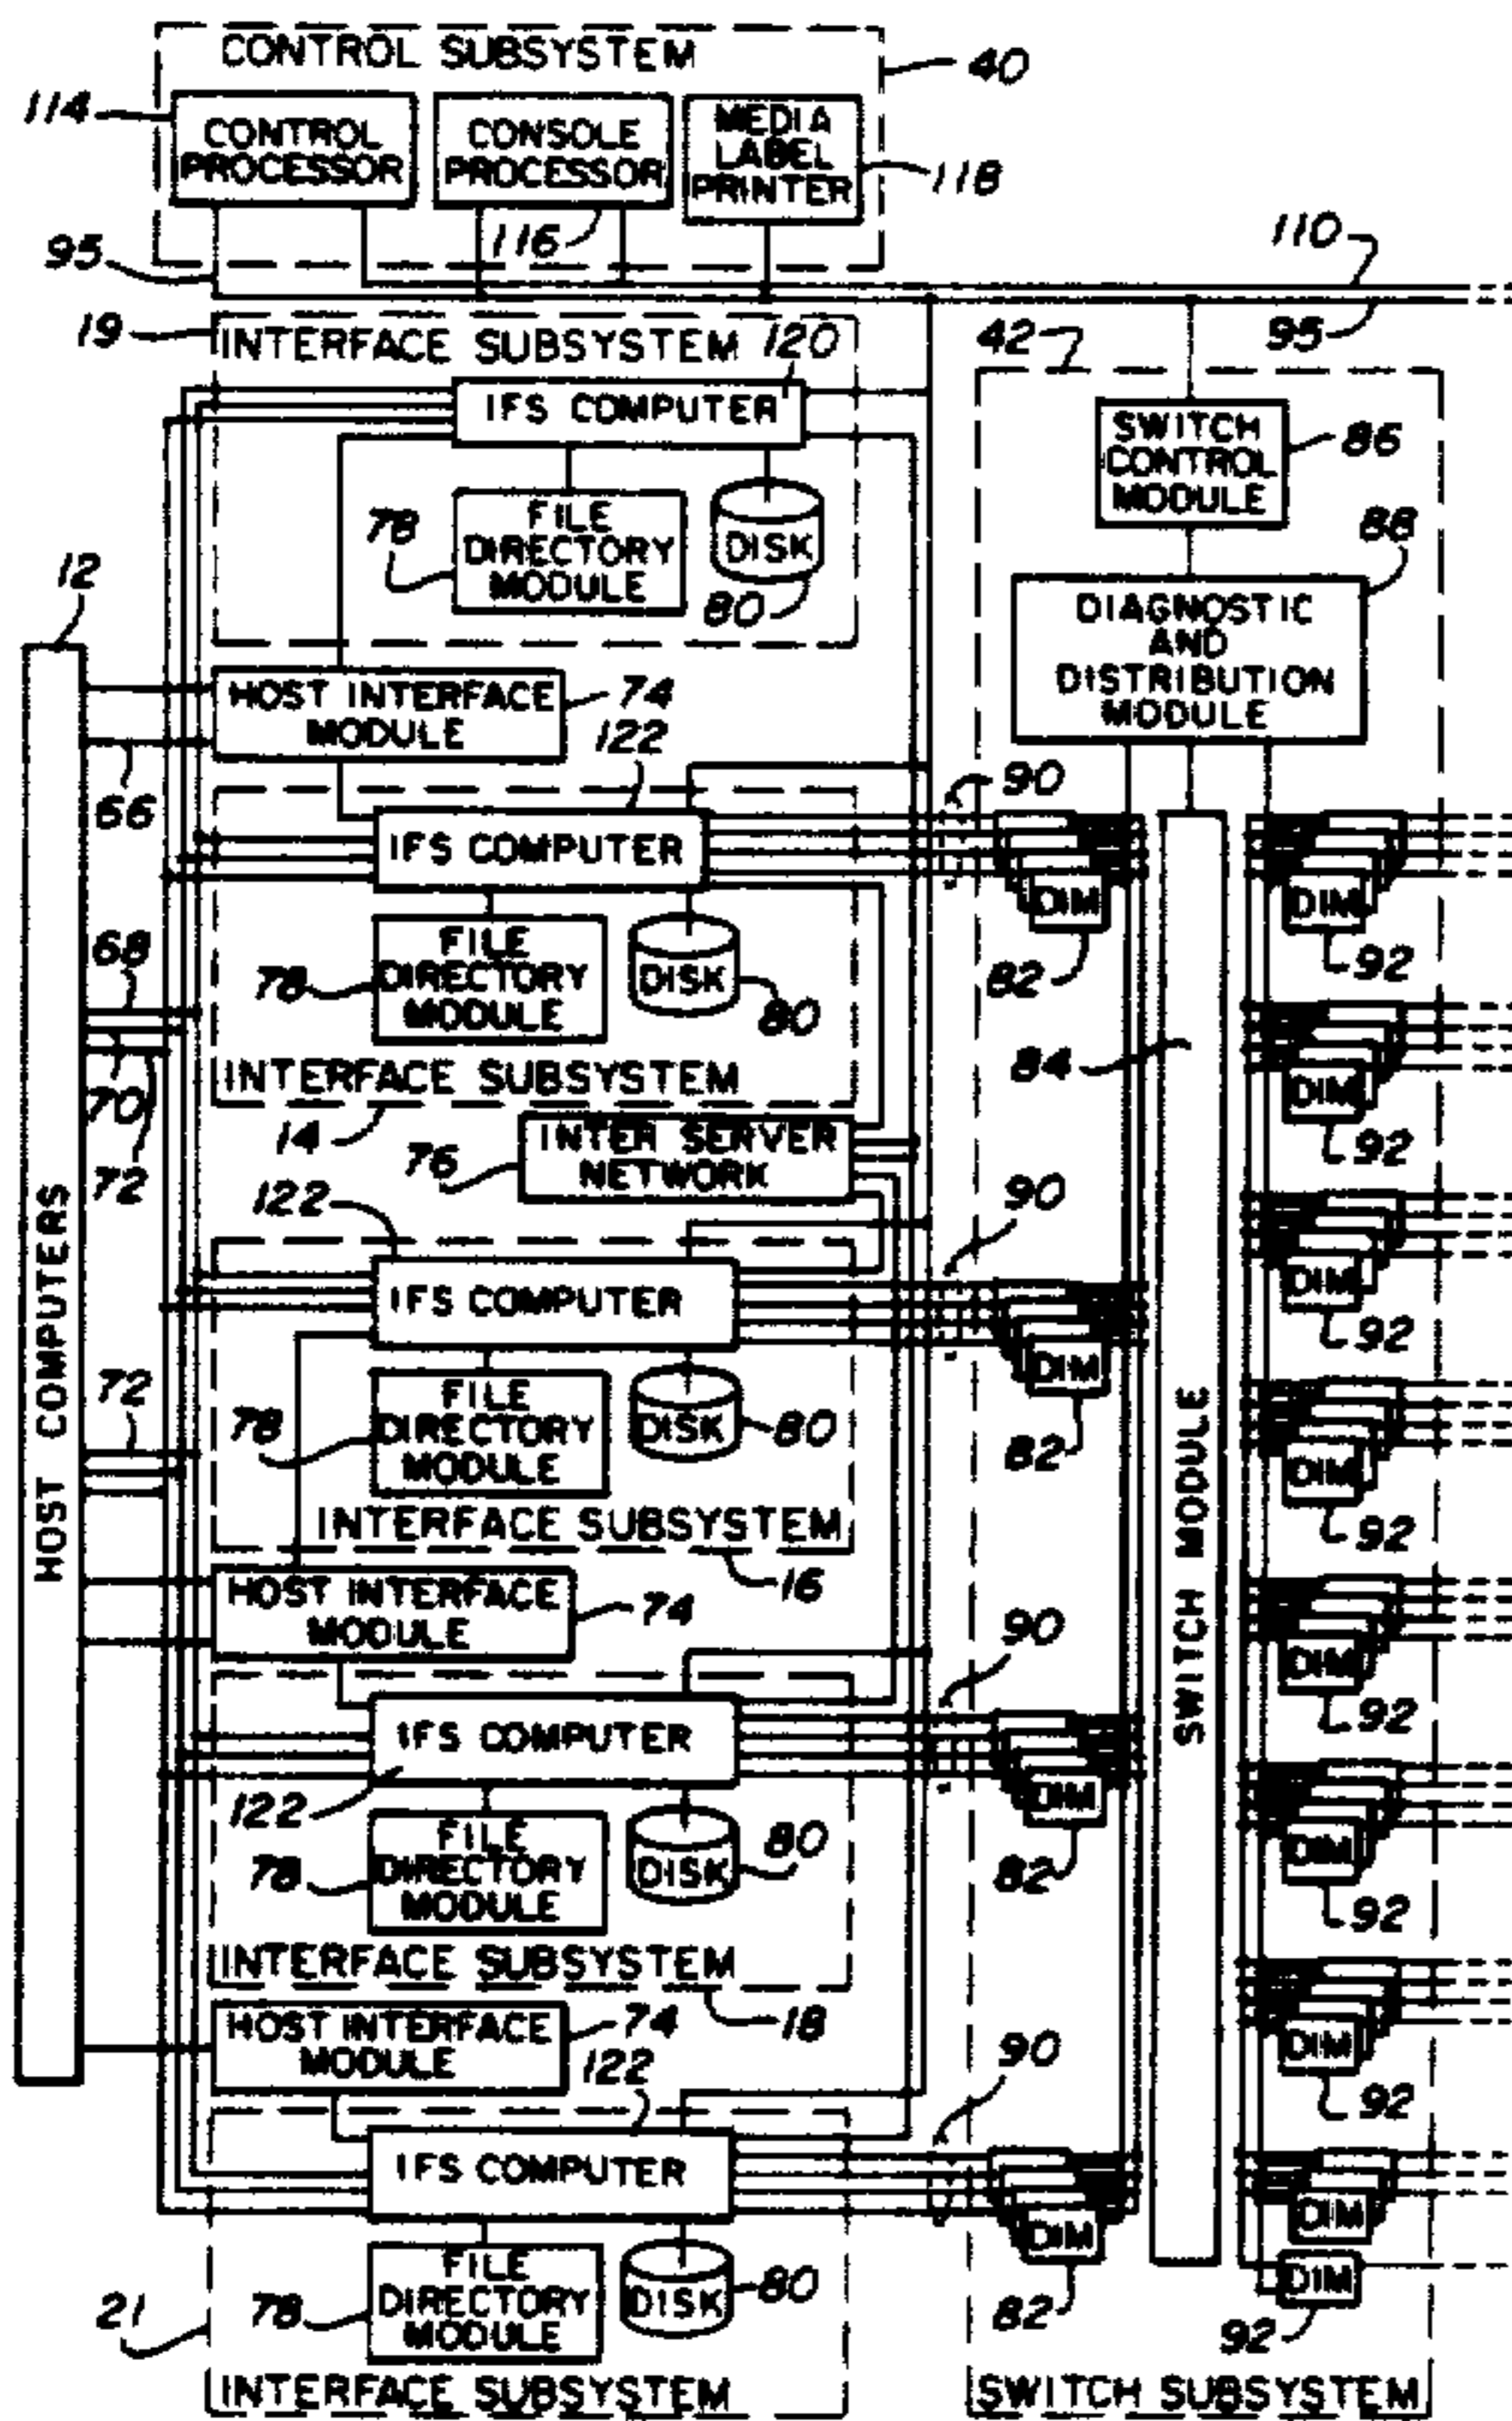 CONTROL SUBSYSTEM
40
114
CONTROL
PROCESSOR
CONSOLE
PROCESSOR
MEDIA
LABEL
PRINTER
118
116
95
110
95
19
INTERFACE SUBSYSTEM
120
42
IFS COMPUTER
SWITCH
CONTROL
MODULE
86
78
FILE
DIRECTORY
MODULE
DISK
80
88
12
DIAGNOSTIC
AND
DISTRIBUTION
MODULE
HOST INTERFACE
MODULE
74
122
66
90
IFS COMPUTER
DIM
82
DIM
92
68
78
FILE
DIRECTORY
MODULE
DISK
80
84
70
INTERFACE SUBSYSTEM
14
DIM
92
72
76
INTER SERVER
NETWORK
122
90
HOST COMPUTERS
IFS COMPUTER
DIM
92
DIM
82
72
78
FILE
DIRECTORY
MODULE
DISK
80
SWITCH MODULE
DIM
92
INTERFACE SUBSYSTEM
16
HOST INTERFACE
MODULE
74
90
DIM
92
IFS COMPUTER
122
DIM
82
78
FILE
DIRECTORY
MODULE
DISK
80
DIM
92
INTERFACE SUBSYSTEM
18
HOST INTERFACE
MODULE
74
122
90
DIM
92
IFS COMPUTER
DIM
82
DIM
DIM
92
21
78
FILE
DIRECTORY
MODULE
DISK
80
INTERFACE SUBSYSTEM
SWITCH SUBSYSTEM